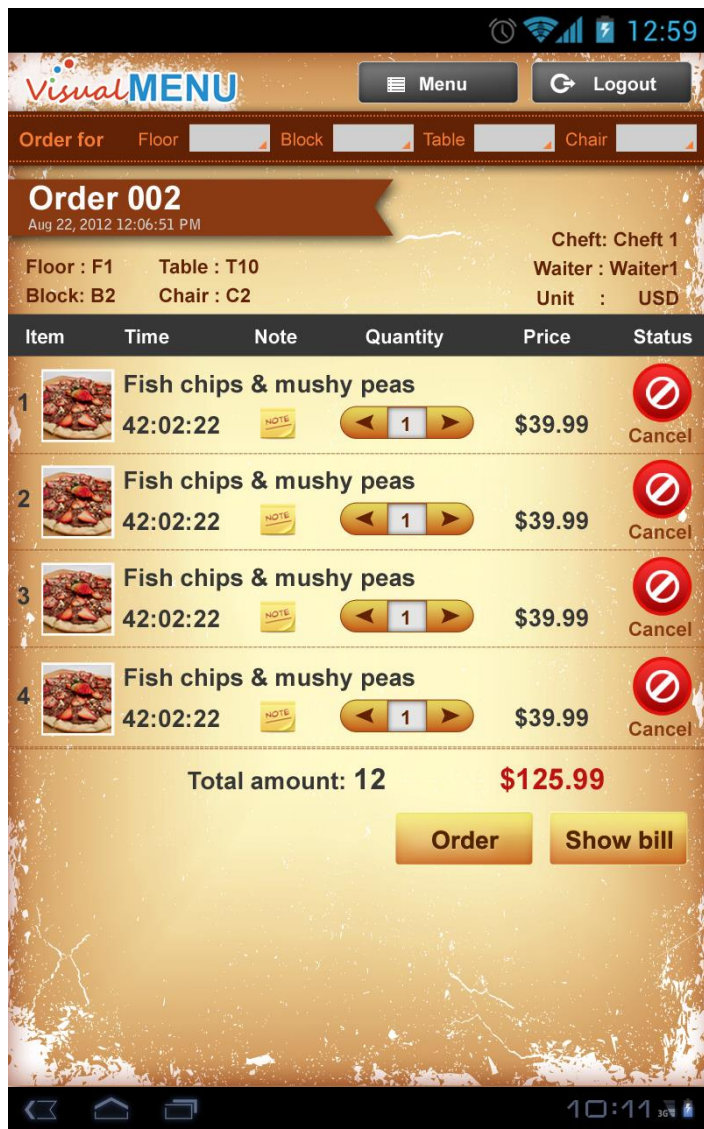 12:59
VisualMENU
Menu
Logout
Order for Floor Block Table Chair
Order 002
Aug 22, 2012 12:06:51 PM
Cheft: Cheft 1
Floor : F1 Table : T10 Waiter : Waiter1
Block: B2 Chair : C2 Unit : USD
Item Time Note Quantity Price Status
1 Fish chips & mushy peas
42:02:22 NOTE 1 $39.99 Cancel
2 Fish chips & mushy peas
42:02:22 NOTE 1 $39.99 Cancel
3 Fish chips & mushy peas
42:02:22 NOTE 1 $39.99 Cancel
4 Fish chips & mushy peas
42:02:22 NOTE 1 $39.99 Cancel
Total amount: 12 $125.99
Order Show bill
10:11 3G